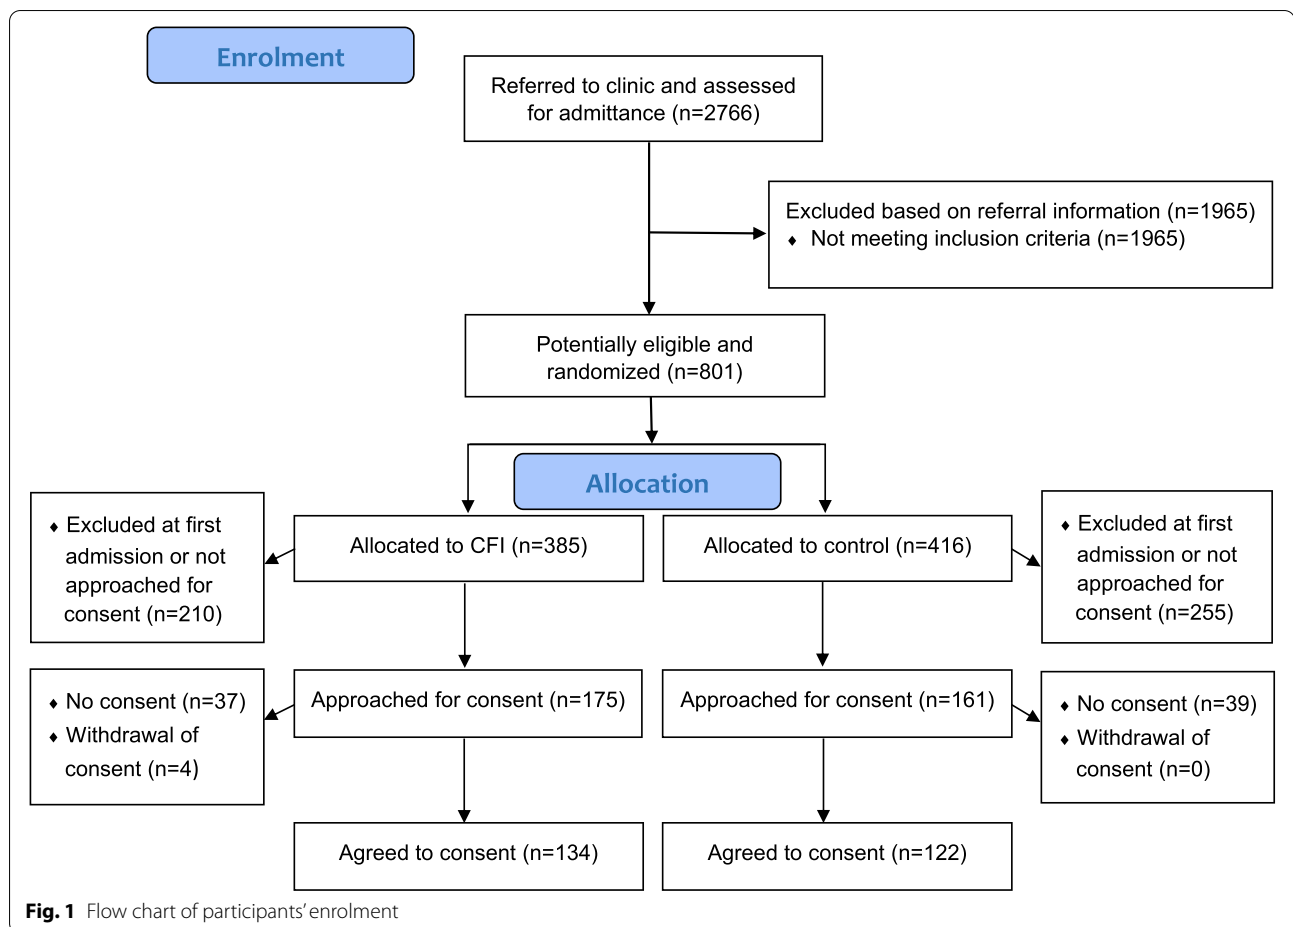 Enrolment
Referred to clinic and assessed
for admittance (n=2766)
Excluded based on referral information (n=1965)
♦ Not meeting inclusion criteria (n=1965)
Potentially eligible and
randomized (n=801)
Allocation
♦ Excluded at first
admission or not
approached for
consent (n=210)
Allocated to CFI (n=385)
Allocated to control (n=416)
♦ Excluded at first
admission or not
approached for
consent (n=255)
♦ No consent (n=37)
♦ Withdrawal of
consent (n=4)
Approached for consent (n=175)
Approached for consent (n=161)
♦ No consent (n=39)
♦ Withdrawal of
consent (n=0)
Agreed to consent (n=134)
Agreed to consent (n=122)
Fig. 1 Flow chart of participants’ enrolment